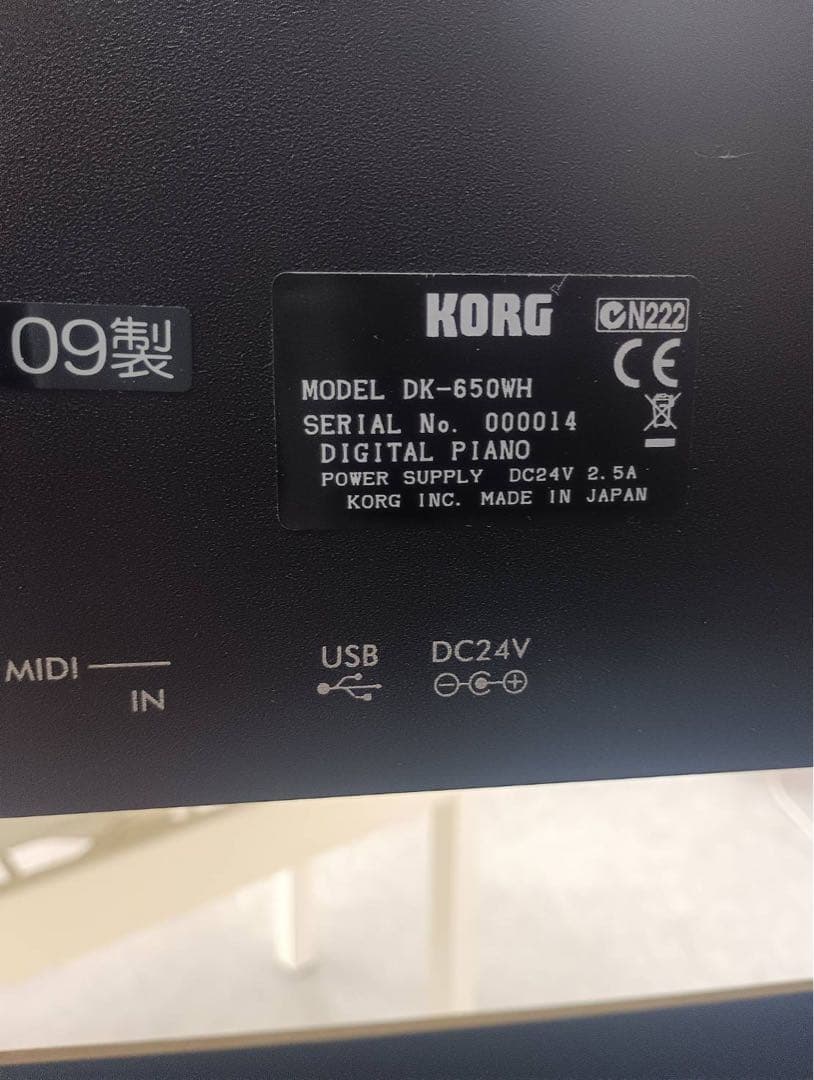 KORG
N222
CE
09製
MODEL DK-650WH
SERIAL No. 000014
DIGITAL PIANO
POWER SUPPLY DC24V 2.5A
KORG INC. MADE IN JAPAN
MIDI
IN
USB
DC24V